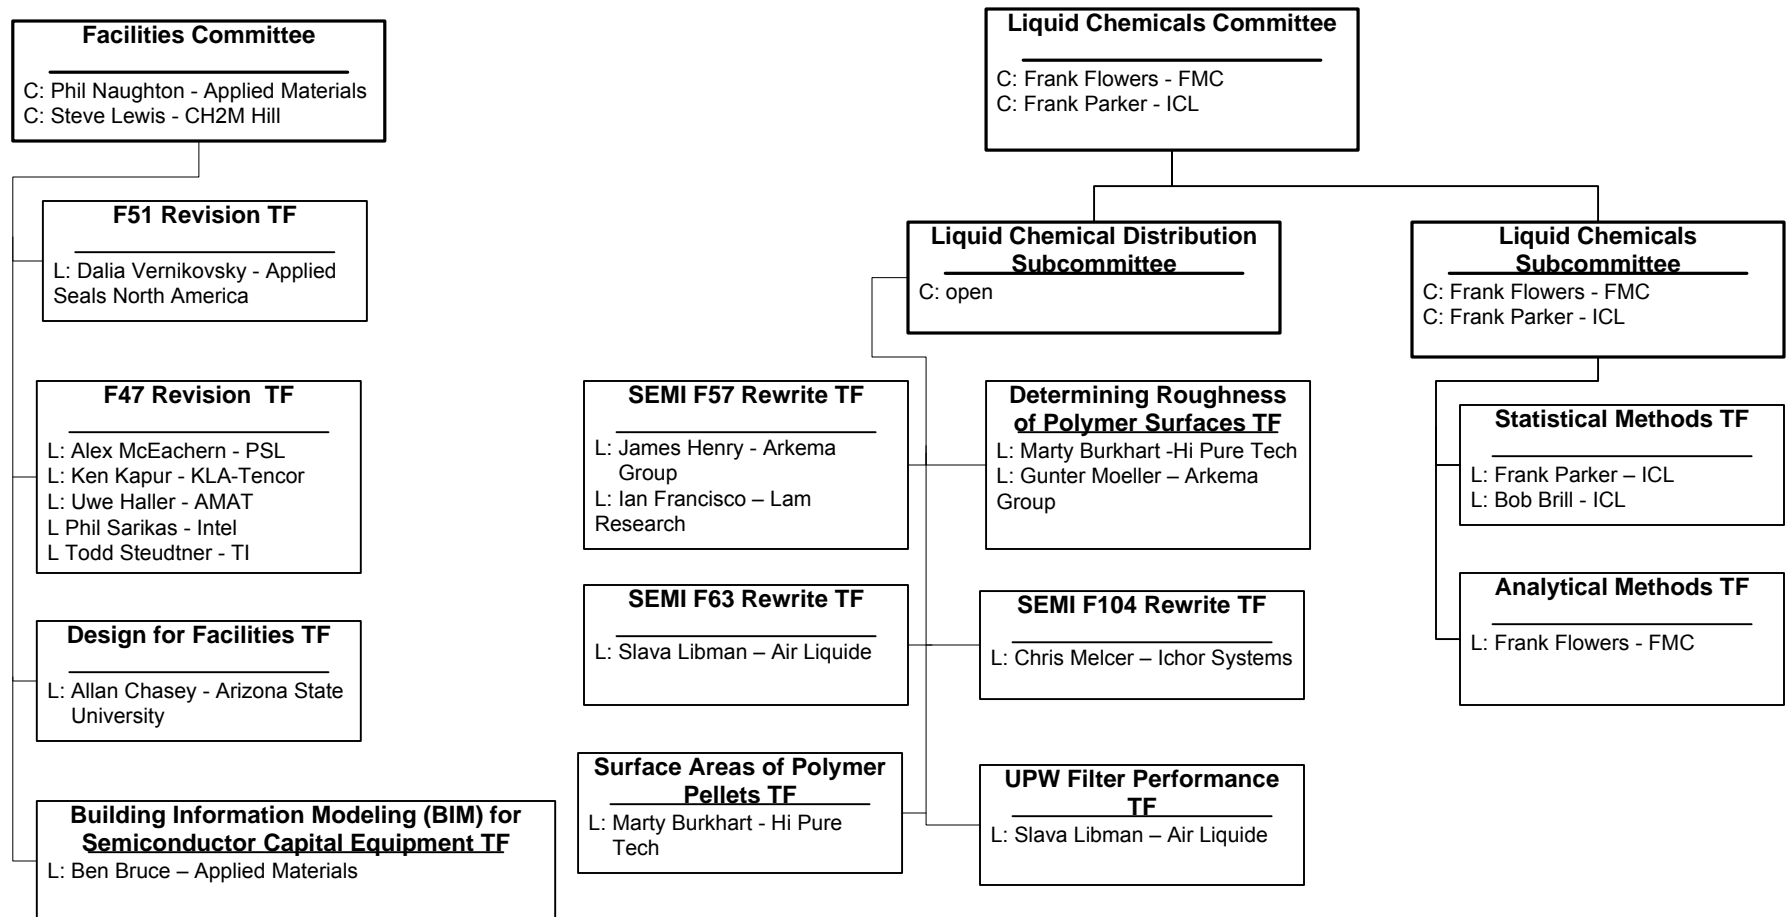 Facilities Committee
C: Phil Naughton - Applied Materials
C: Steve Lewis - CH2M Hill
F51 Revision TF
L: Dalia Vernikovsky - Applied
Seals North America
F47 Revision  TF
L: Alex McEachern - PSL
L: Ken Kapur - KLA-Tencor
L: Uwe Haller - AMAT
L Phil Sarikas - Intel
L Todd Steudtner - TI
Design for Facilities TF
L: Allan Chasey - Arizona State
University
Building Information Modeling (BIM) for
Semiconductor Capital Equipment TF
L: Ben Bruce – Applied Materials
Liquid Chemicals Committee
C: Frank Flowers - FMC
C: Frank Parker - ICL
Liquid Chemical Distribution
Subcommittee
C: open
SEMI F57 Rewrite TF
L: James Henry - Arkema
Group
L: Ian Francisco – Lam
Research
Determining Roughness
of Polymer Surfaces TF
L: Marty Burkhart -Hi Pure Tech
L: Gunter Moeller – Arkema
Group
SEMI F63 Rewrite TF
L: Slava Libman – Air Liquide
SEMI F104 Rewrite TF
L: Chris Melcer – Ichor Systems
Surface Areas of Polymer
Pellets TF
L: Marty Burkhart - Hi Pure
Tech
UPW Filter Performance
TF
L: Slava Libman – Air Liquide
Liquid Chemicals
Subcommittee
C: Frank Flowers - FMC
C: Frank Parker - ICL
Statistical Methods TF
L: Frank Parker – ICL
L: Bob Brill - ICL
Analytical Methods TF
L: Frank Flowers - FMC